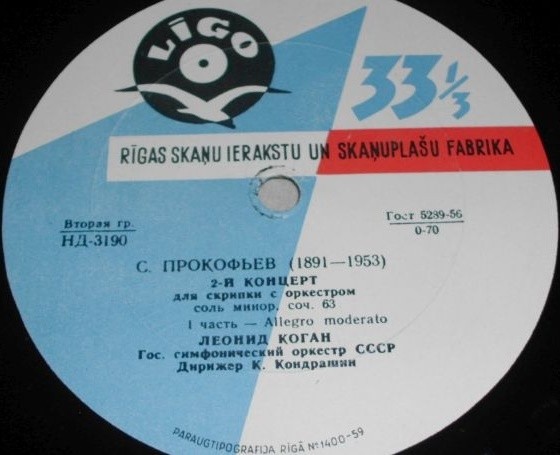 LĪGO
33 1/3
RĪGAS SKAŅU IERAKSTU UN SKAŅUPLAŠU FABRIKA
Вторая гр.
НД-3190
Гост 5289-56
0-70
С. ПРОКОФЬЕВ (1891—1953)
2-Й КОНЦЕРТ
для скрипки с оркестром
соль минор, соч. 63
I часть — Allegro moderato
ЛЕОНИД КОГАН
Гос. симфонический оркестр СССР
Дирижер К. Кондрашин
PARAUGTIPOGRAFIJA RĪGĀ №1400-59